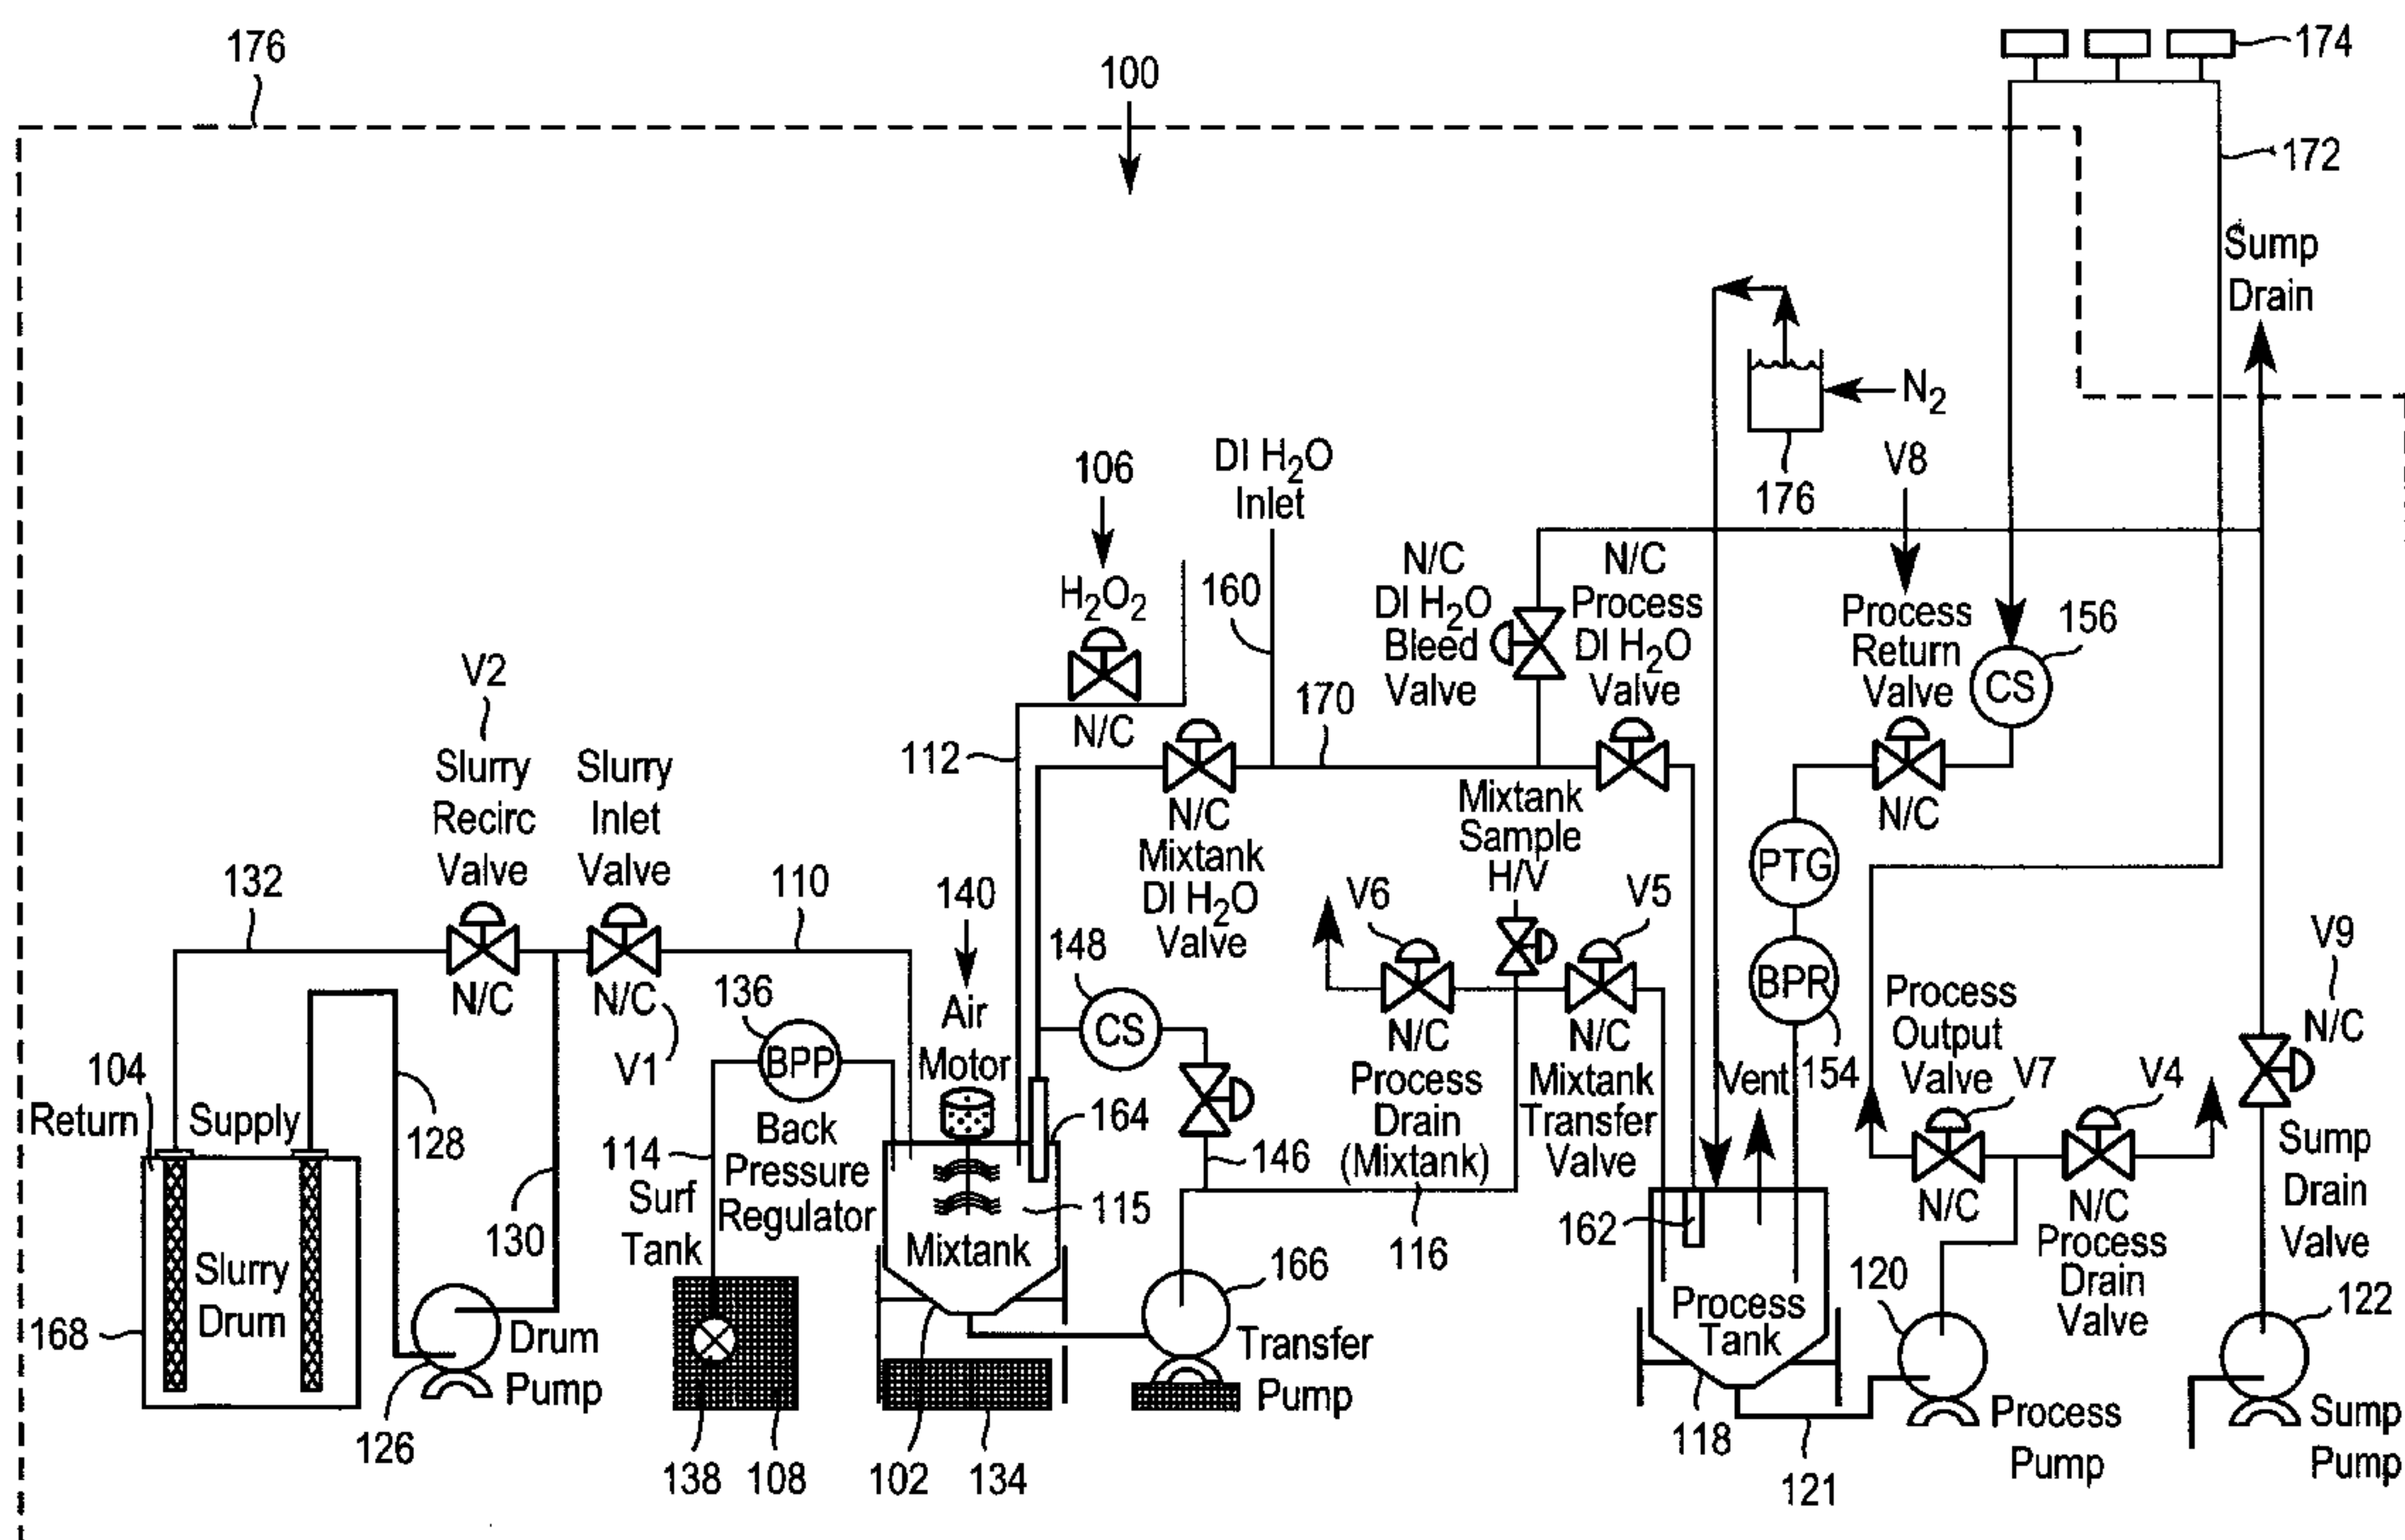 176
100
174
172
Sump
Drain
N2
176
V8
DI H2O
Inlet
106
H2O2
N/C
160
N/C
DI H2O
Bleed
Valve
N/C
Process
DI H2O
Valve
Process
Return
Valve
156
CS
N/C
V2
Slurry
Recirc
Valve
Slurry
Inlet
Valve
112
170
N/C
Mixtank
DI H2O
Valve
Mixtank
Sample
H/V
PTG
132
110
140
V6
V5
V9
N/C
N/C
N/C
V1
136
BPP
Air
Motor
148
CS
N/C
Process
Drain
(Mixtank)
N/C
Mixtank
Transfer
Valve
BPR
154
Process
Output
Valve
V7
V4
Vent
104
Return
Supply
128
114
Surf
Tank
Back
Pressure
Regulator
164
146
115
Mixtank
116
162
N/C
N/C
Process
Drain
Valve
Sump
Drain
Valve
130
Slurry
Drum
168
Drum
Pump
126
138
108
102
134
166
Transfer
Pump
Process
Tank
118
121
120
Process
Pump
122
Sump
Pump